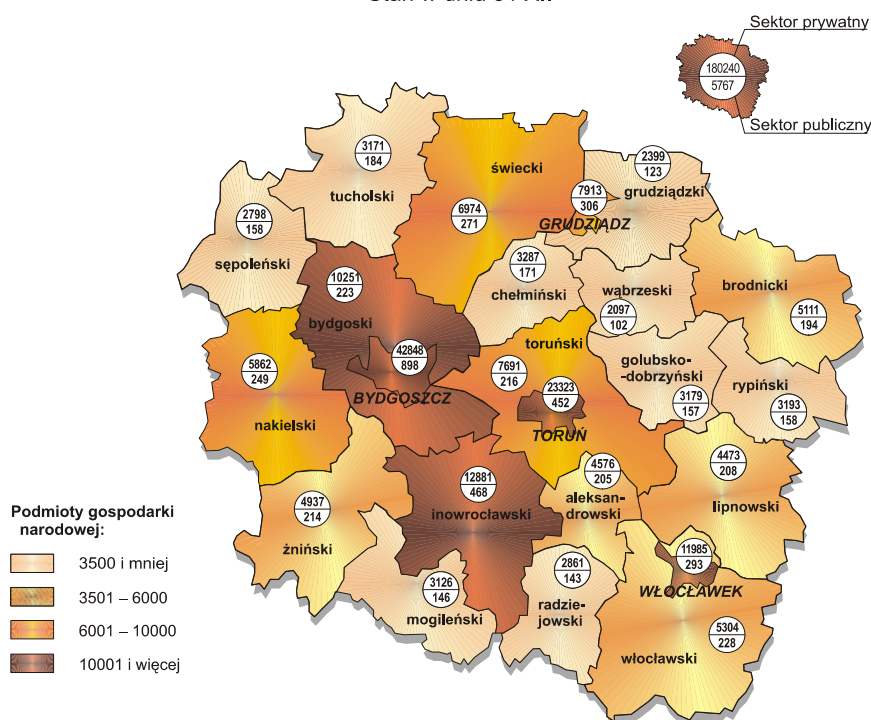 Sektor prywatny
180240
5767
Sektor publiczny
3171
184
tucholski
świecki
6974
271
2399
123
grudziądzki
7913
306
GRUDZIĄDZ
2798
158
sępoleński
10251
223
bydgoski
3287
171
chełmiński
wąbrzeski
2097
102
brodnicki
5111
194
42848
898
BYDGOSZCZ
toruński
7691
216
23323
452
TORUŃ
golubsko-
-dobrzyński
3179
157
rypiński
3193
158
5862
249
nakielski
4937
214
żniński
12881
468
inowrocławski
4576
205
aleksan-
drowski
4473
208
lipnowski
3126
146
mogileński
2861
143
radzie-
jowski
11985
293
WŁOCŁAWEK
5304
228
włocławski
Podmioty gospodarki
narodowej:
3500 i mniej
3501 – 6000
6001 – 10000
10001 i więcej